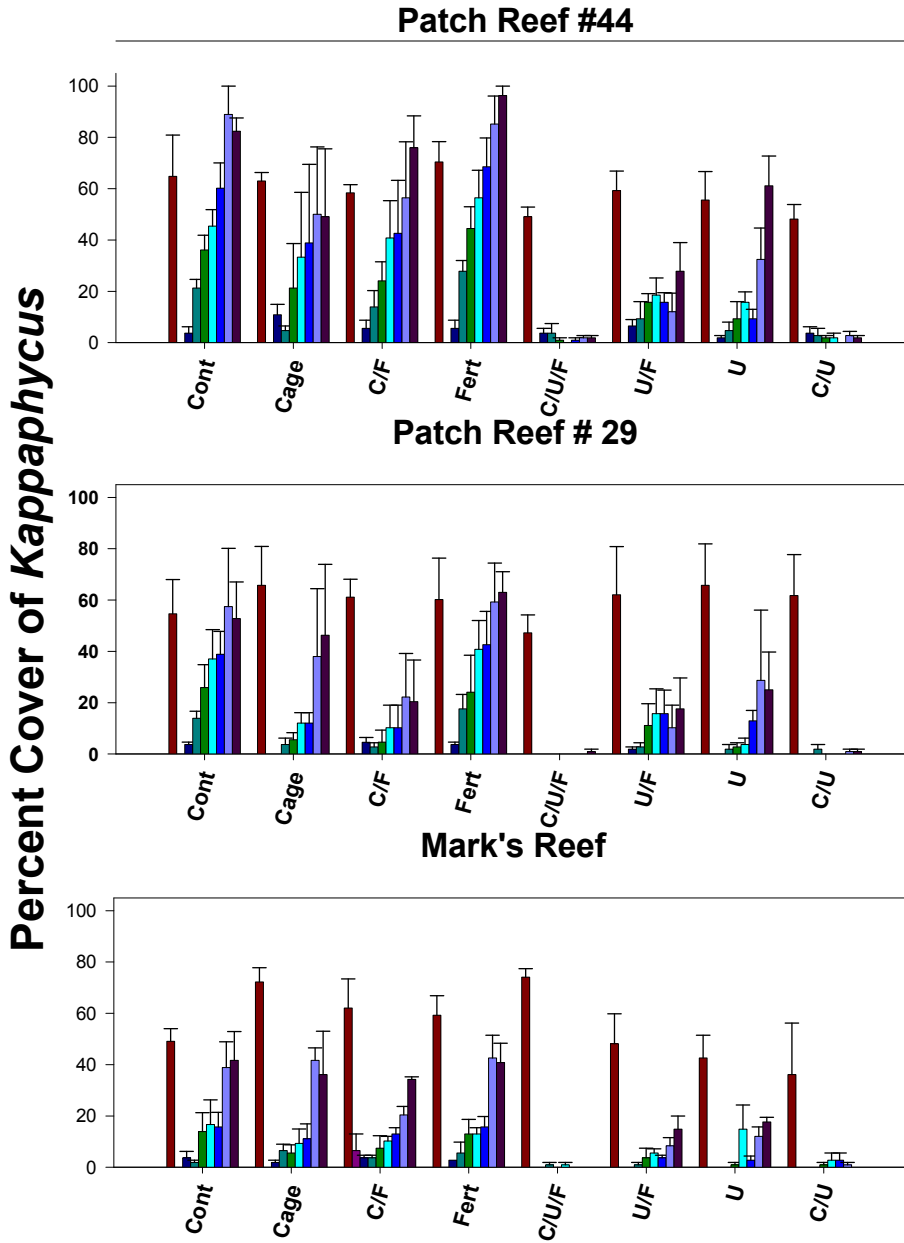 Patch Reef #44
Percent Cover of Kappaphycus
100
80
60
40
20
0
Cont
Cage
C/F
Fert
C/U/F
U/F
U
C/U
Patch Reef # 29
100
80
60
40
20
0
Cont
Cage
C/F
Fert
C/U/F
U/F
U
C/U
Mark's Reef
100
80
60
40
20
0
Cont
Cage
C/F
Fert
C/U/F
U/F
U
C/U